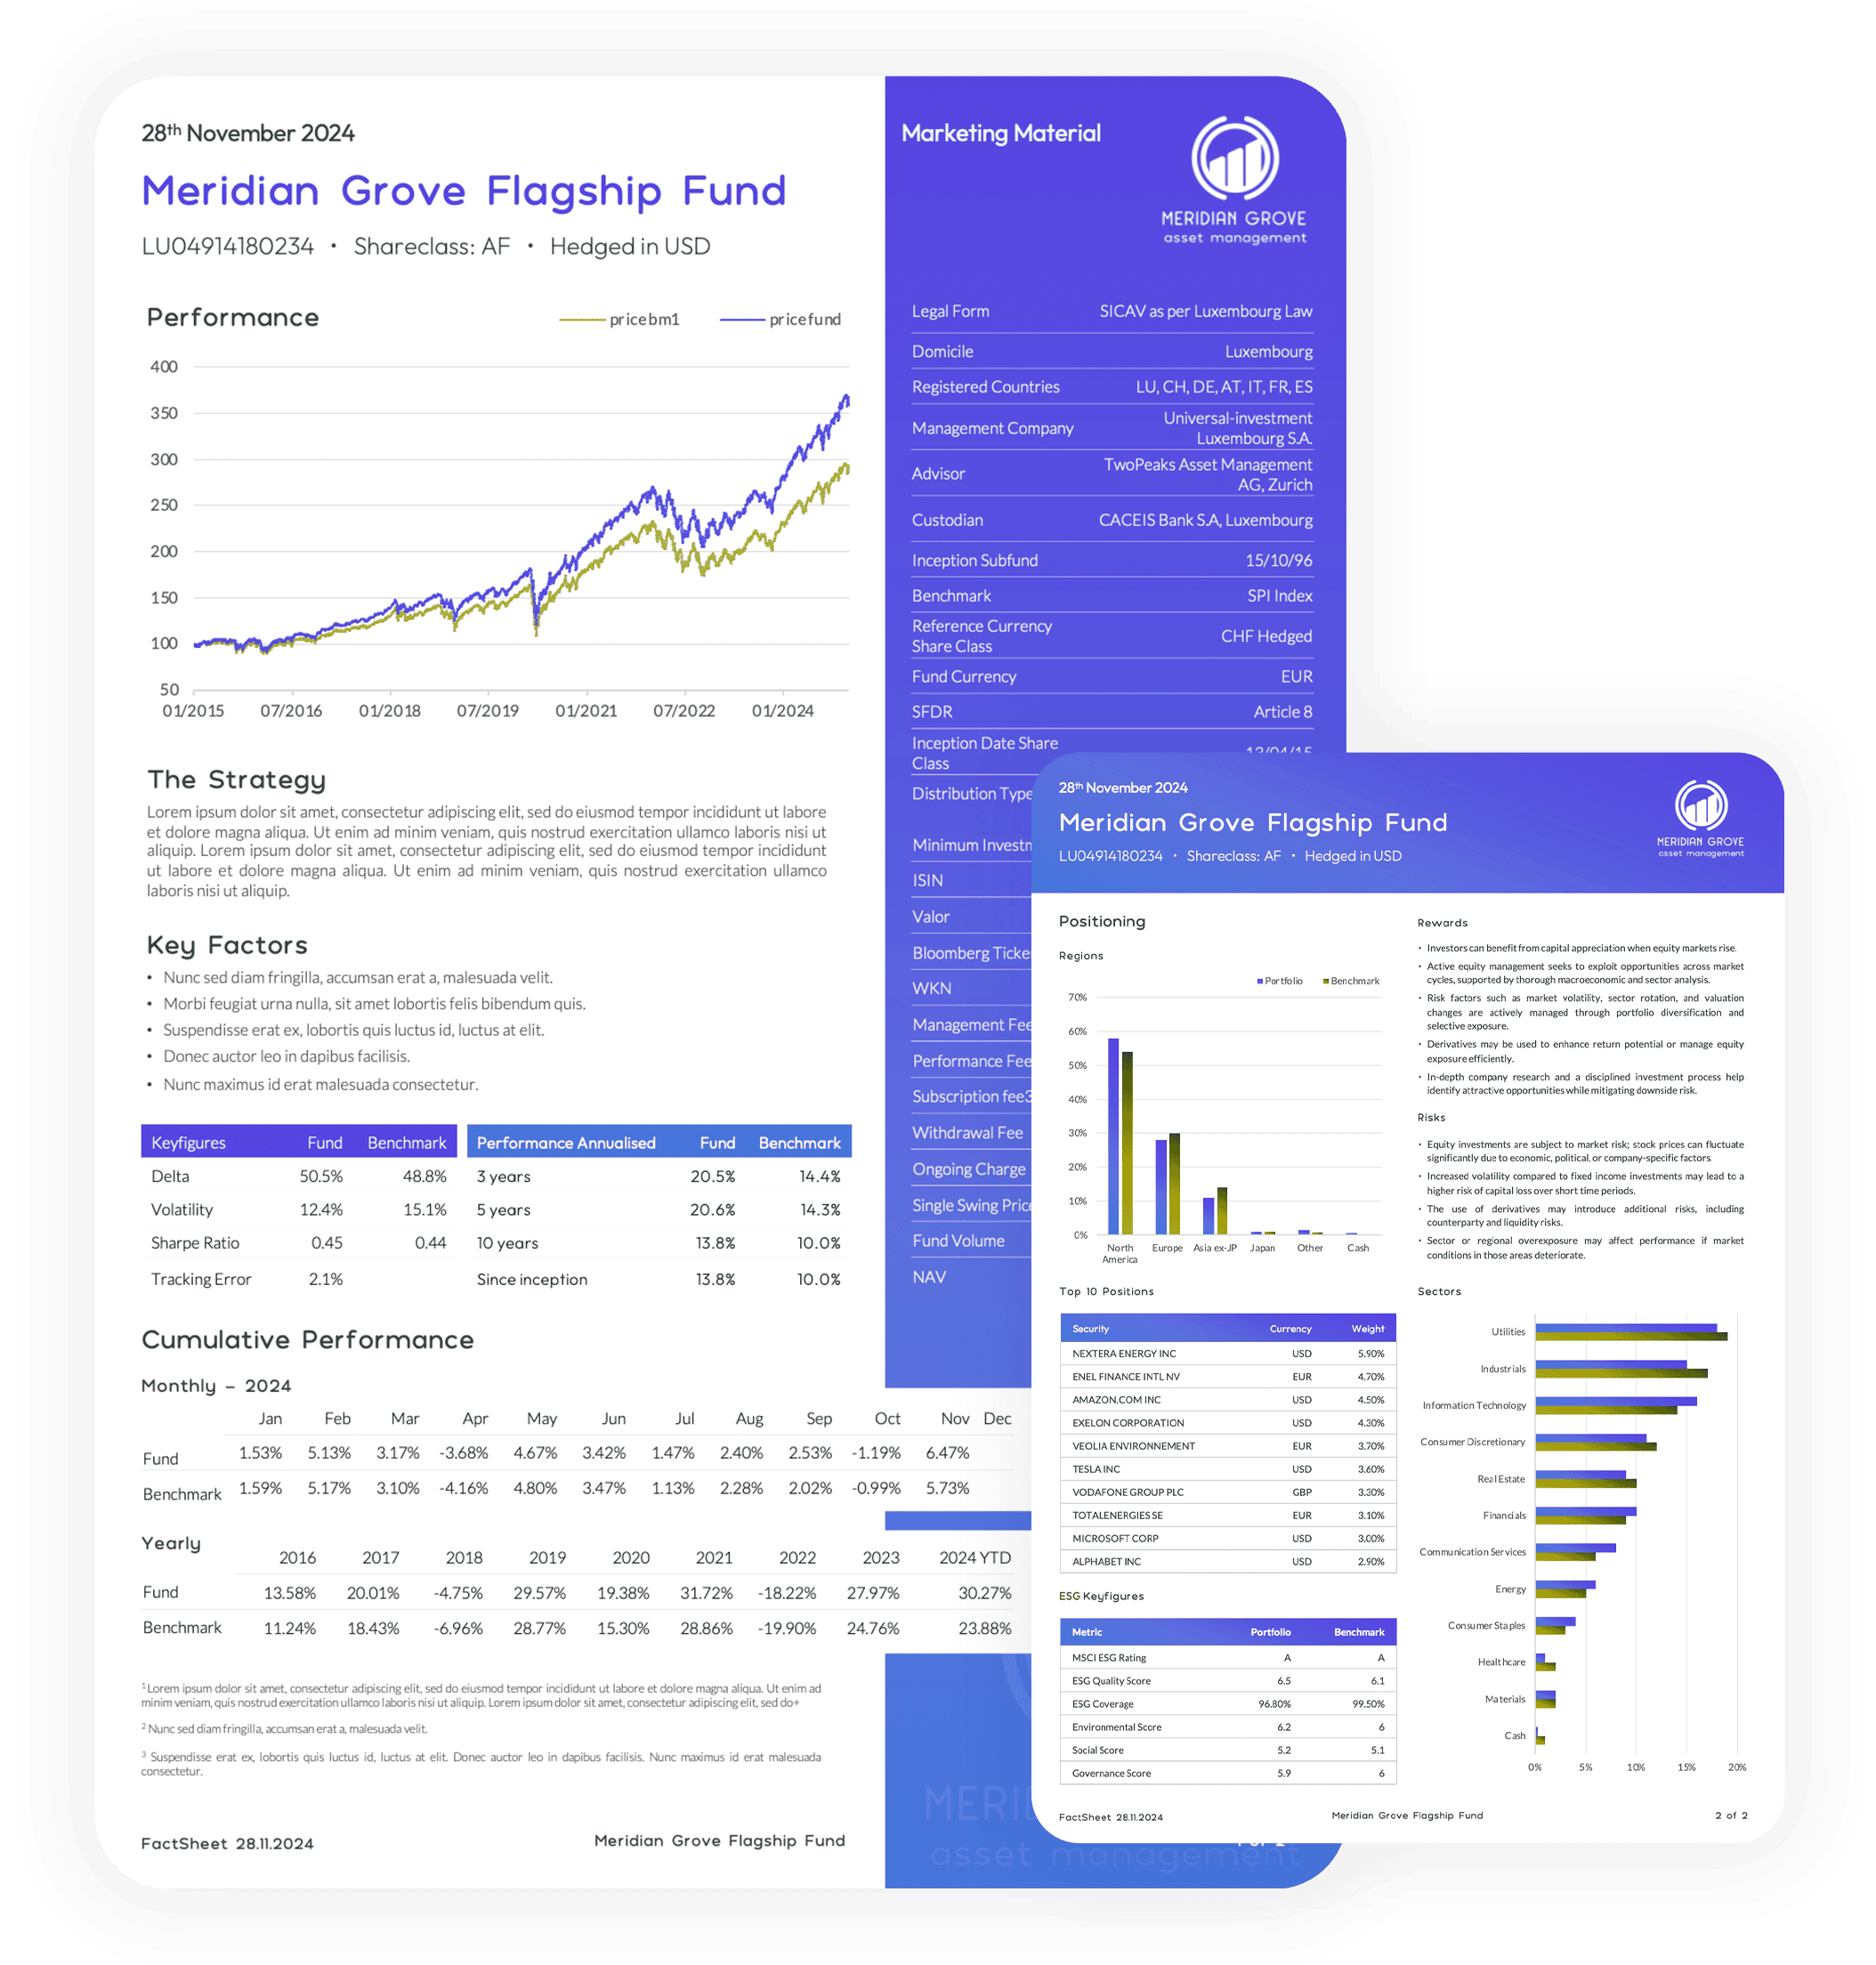 28th November 2024
Meridian Grove Flagship Fund
LU04914180234 • Shareclass: AF • Hedged in USD
Marketing Material
MERIDIAN GROVE
asset management
Performance
pricebm1 pricefund
400
350
300
250
200
150
100
50
01/2015 07/2016 01/2018 07/2019 01/2021 07/2022 01/2024
The Strategy
Lorem ipsum dolor sit amet, consectetur adipiscing elit, sed do eiusmod tempor incididunt ut labore
et dolore magna aliqua. Ut enim ad minim veniam, quis nostrud exercitation ullamco laboris nisi ut
aliquip. Lorem ipsum dolor sit amet, consectetur adipiscing elit, sed do eiusmod tempor incididunt
ut labore et dolore magna aliqua. Ut enim ad minim veniam, quis nostrud exercitation ullamco
laboris nisi ut aliquip.
Key Factors
• Nunc sed diam fringilla, accumsan erat a, malesuada velit.
• Morbi feugiat urna nulla, sit amet lobortis felis bibendum quis.
• Suspendisse erat ex, lobortis quis luctus id, luctus at elit.
• Donec auctor leo in dapibus facilisis.
• Nunc maximus id erat malesuada consectetur.
Keyfigures Fund Benchmark
Delta 50.5% 48.8%
Volatility 12.4% 15.1%
Sharpe Ratio 0.45 0.44
Tracking Error 2.1%
Performance Annualised Fund Benchmark
3 years 20.5% 14.4%
5 years 20.6% 14.3%
10 years 13.8% 10.0%
Since inception 13.8% 10.0%
Legal Form SICAV as per Luxembourg Law
Domicile Luxembourg
Registered Countries LU, CH, DE, AT, IT, FR, ES
Management Company Universal-investment
Luxembourg S.A.
Advisor TwoPeaks Asset Management
AG, Zurich
Custodian CACEIS Bank S.A, Luxembourg
Inception Subfund 15/10/96
Benchmark SPI Index
Reference Currency
Share Class CHF Hedged
Fund Currency EUR
SFDR Article 8
Inception Date Share
Class
Distribution Type
Minimum Investm
ISIN
Valor
Bloomberg Ticke
WKN
Management Fee
Performance Fee
Subscription fee3
Withdrawal Fee
Ongoing Charge
Single Swing Price
Fund Volume
NAV
Cumulative Performance
Monthly – 2024
Jan Feb Mar Apr May Jun Jul Aug Sep Oct Nov Dec
Fund 1.53% 5.13% 3.17% -3.68% 4.67% 3.42% 1.47% 2.40% 2.53% -1.19% 6.47%
Benchmark 1.59% 5.17% 3.10% -4.16% 4.80% 3.47% 1.13% 2.28% 2.02% -0.99% 5.73%
Yearly
2016 2017 2018 2019 2020 2021 2022 2023 2024 YTD
Fund 13.58% 20.01% -4.75% 29.57% 19.38% 31.72% -18.22% 27.97% 30.27%
Benchmark 11.24% 18.43% -6.96% 28.77% 15.30% 28.86% -19.90% 24.76% 23.88%
1 Lorem ipsum dolor sit amet, consectetur adipiscing elit, sed do eiusmod tempor incididunt ut labore et dolore magna aliqua. Ut enim ad
minim veniam, quis nostrud exercitation ullamco laboris nisi ut aliquip. Lorem ipsum dolor sit amet, consectetur adipiscing elit, sed do+
2 Nunc sed diam fringilla, accumsan erat a, malesuada velit.
3 Suspendisse erat ex, lobortis quis luctus id, luctus at elit. Donec auctor leo in dapibus facilisis. Nunc maximus id erat malesuada
consectetur.
FactSheet 28.11.2024 Meridian Grove Flagship Fund
MERI
asset management
28th November 2024
Meridian Grove Flagship Fund
LU04914180234 • Shareclass: AF • Hedged in USD
MERIDIAN GROVE
asset management
Positioning
Regions
Portfolio Benchmark
70%
60%
50%
40%
30%
20%
10%
0%
North
America Europe Asia ex-JP Japan Other Cash
Rewards
• Investors can benefit from capital appreciation when equity markets rise.
• Active equity management seeks to exploit opportunities across market
cycles, supported by thorough macroeconomic and sector analysis.
• Risk factors such as market volatility, sector rotation, and valuation
changes are actively managed through portfolio diversification and
selective exposure.
• Derivatives may be used to enhance return potential or manage equity
exposure efficiently.
• In-depth company research and a disciplined investment process help
identify attractive opportunities while mitigating downside risk.
Risks
• Equity investments are subject to market risk; stock prices can fluctuate
significantly due to economic, political, or company-specific factors.
• Increased volatility compared to fixed income investments may lead to a
higher risk of capital loss over short time periods.
• The use of derivatives may introduce additional risks, including
counterparty and liquidity risks.
• Sector or regional overexposure may affect performance if market
conditions in those areas deteriorate.
Top 10 Positions
Security Currency Weight
NEXTERA ENERGY INC USD 5.90%
ENEL FINANCE INTL NV EUR 4.70%
AMAZON.COM INC USD 4.50%
EXELON CORPORATION USD 4.30%
VEOLIA ENVIRONNEMENT EUR 3.70%
TESLA INC USD 3.60%
VODAFONE GROUP PLC GBP 3.30%
TOTALENERGIES SE EUR 3.10%
MICROSOFT CORP USD 3.00%
ALPHABET INC USD 2.90%
ESG Keyfigures
Metric Portfolio Benchmark
MSCI ESG Rating A A
ESG Quality Score 6.5 6.1
ESG Coverage 96.80% 99.50%
Environmental Score 6.2 6
Social Score 5.2 5.1
Governance Score 5.9 6
Sectors
Utilities
Industrials
Information Technology
Consumer Discretionary
Real Estate
Financials
Communication Services
Energy
Consumer Staples
Healthcare
Materials
Cash
0% 5% 10% 15% 20%
FactSheet 28.11.2024 Meridian Grove Flagship Fund 2 of 2